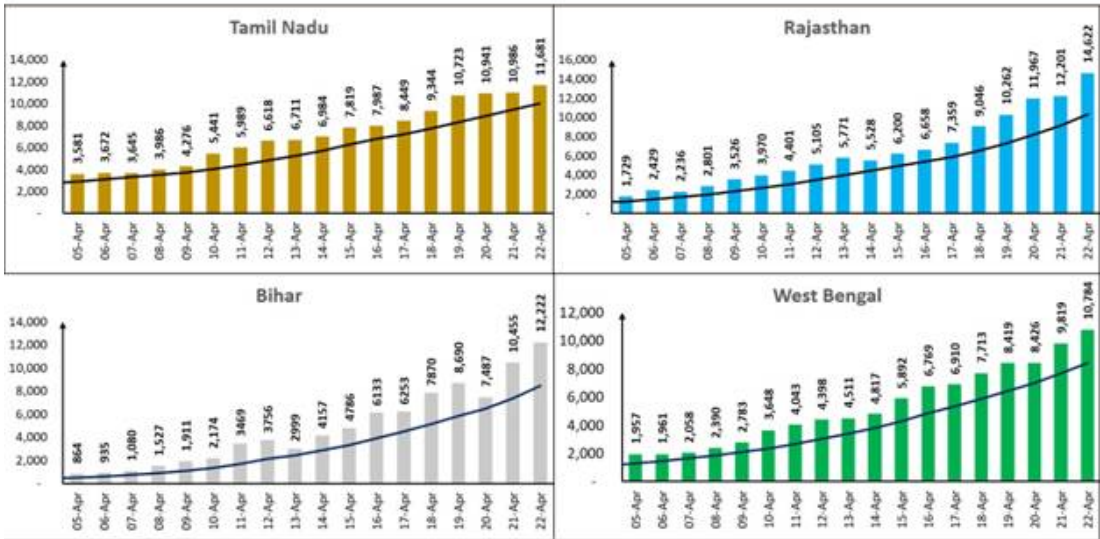 Tamil Nadu
14,000
12,000
10,000
8,000
6,000
4,000
2,000
-
3,581 3,672 3,645 3,986 4,276 5,441 5,989 6,618 6,711 6,984 7,819 7,987 8,449 9,344 10,723 10,941 10,986 11,681
05-Apr 06-Apr 07-Apr 08-Apr 09-Apr 10-Apr 11-Apr 12-Apr 13-Apr 14-Apr 15-Apr 16-Apr 17-Apr 18-Apr 19-Apr 20-Apr 21-Apr 22-Apr
Rajasthan
16,000
14,000
12,000
10,000
8,000
6,000
4,000
2,000
-
1,729 2,429 2,236 2,801 3,526 3,970 4,401 5,105 5,771 5,528 6,200 6,658 7,359 9,046 10,262 11,967 12,201 14,622
05-Apr 06-Apr 07-Apr 08-Apr 09-Apr 10-Apr 11-Apr 12-Apr 13-Apr 14-Apr 15-Apr 16-Apr 17-Apr 18-Apr 19-Apr 20-Apr 21-Apr 22-Apr
Bihar
14,000
12,000
10,000
8,000
6,000
4,000
2,000
-
864 935 1,080 1,527 1,911 2,174 3469 3756 2999 4157 4786 6133 6253 7870 8,690 7,487 10,455 12,222
05-Apr 06-Apr 07-Apr 08-Apr 09-Apr 10-Apr 11-Apr 12-Apr 13-Apr 14-Apr 15-Apr 16-Apr 17-Apr 18-Apr 19-Apr 20-Apr 21-Apr 22-Apr
West Bengal
12,000
10,000
8,000
6,000
4,000
2,000
-
1,957 1,961 2,058 2,390 2,783 3,648 4,043 4,398 4,511 4,817 5,892 6,769 6,910 7,713 8,419 8,426 9,819 10,784
05-Apr 06-Apr 07-Apr 08-Apr 09-Apr 10-Apr 11-Apr 12-Apr 13-Apr 14-Apr 15-Apr 16-Apr 17-Apr 18-Apr 19-Apr 20-Apr 21-Apr 22-Apr